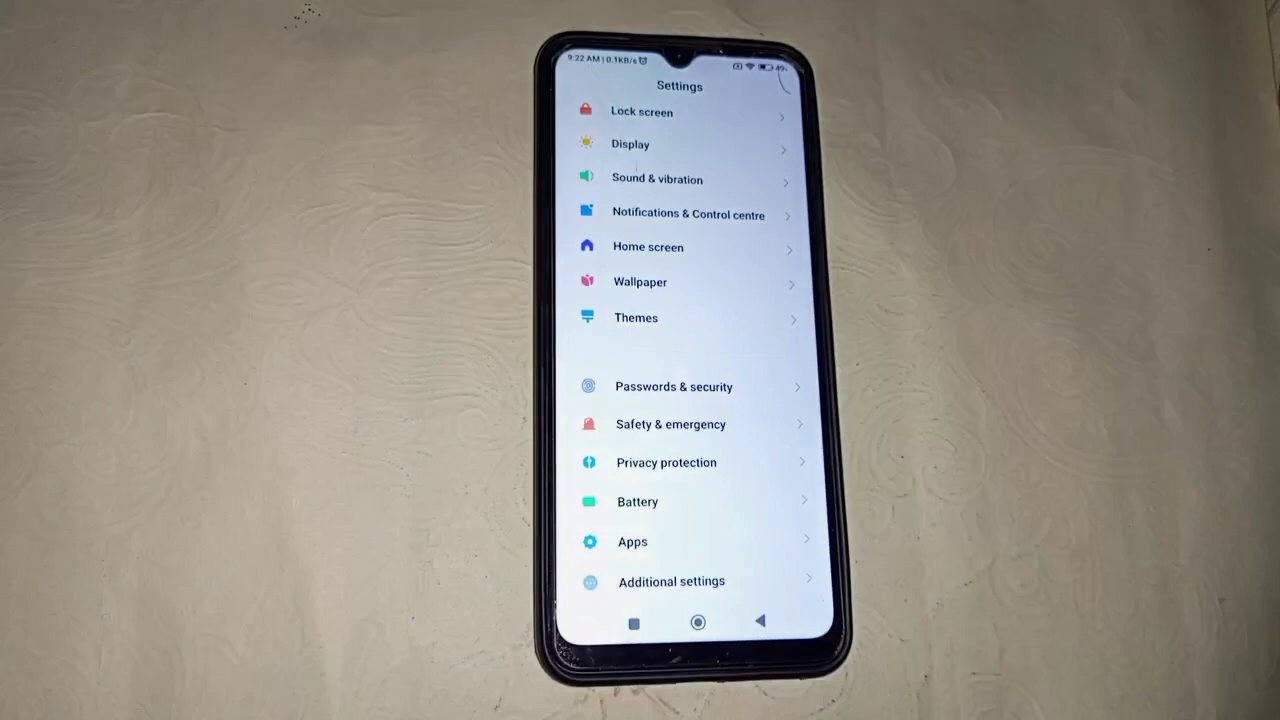 9:22 AM | 0.1KB/s
49
Settings
Lock screen
Display
Sound & vibration
Notifications & Control centre
Home screen
Wallpaper
Themes
Passwords & security
Safety & emergency
Privacy protection
Battery
Apps
Additional settings